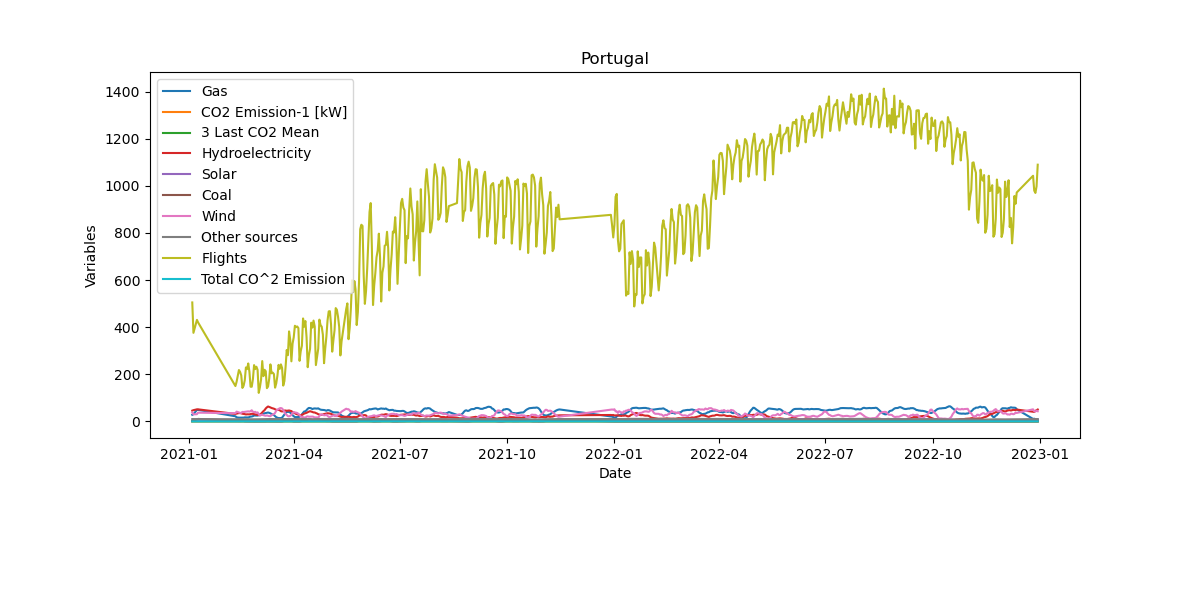 Portugal
Variables
1400
1200
1000
800
600
400
200
0
Gas
CO2 Emission-1 [kW]
3 Last CO2 Mean
Hydroelectricity
Solar
Coal
Wind
Other sources
Flights
Total CO^2 Emission
2021-01 2021-04 2021-07 2021-10 2022-01 2022-04 2022-07 2022-10 2023-01
Date